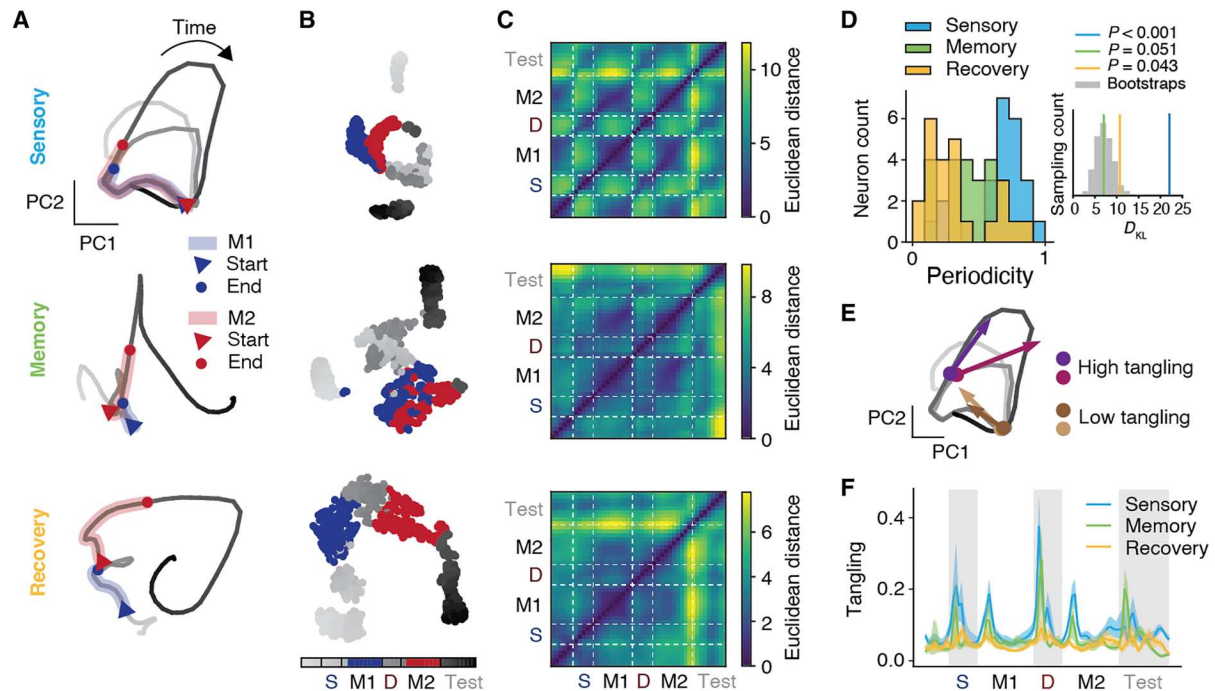 A
Time
Sensory
PC2
PC1
M1
Start
End
M2
Start
End
Memory
Recovery
B
S M1 D M2 Test
C
Test
M2
D
M1
S
10
5
0
Euclidean distance
Test
M2
D
M1
S
8
6
4
2
0
Euclidean distance
Test
M2
D
M1
S
6
4
2
0
Euclidean distance
S M1 D M2 Test
D
Sensory
Memory
Recovery
Neuron count
6
4
2
0
0 1
Periodicity
P < 0.001
P = 0.051
P = 0.043
Bootstraps
Sampling count
0 5 15 22 25
DKL
E
PC2
PC1
High tangling
Low tangling
F
Tangling
0.4
0.2
0.0
Sensory
Memory
Recovery
S M1 D M2 Test